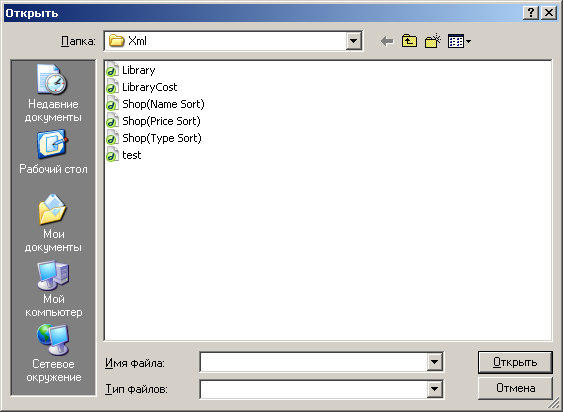 Открыть
Папка: Xml
Library
LibraryCost
Shop(Name Sort)
Shop(Price Sort)
Shop(Type Sort)
test
Недавние
документы
Рабочий стол
Мои
документы
Мой
компьютер
Сетевое
окружение
Имя файла:
Открыть
Тип файлов:
Отмена